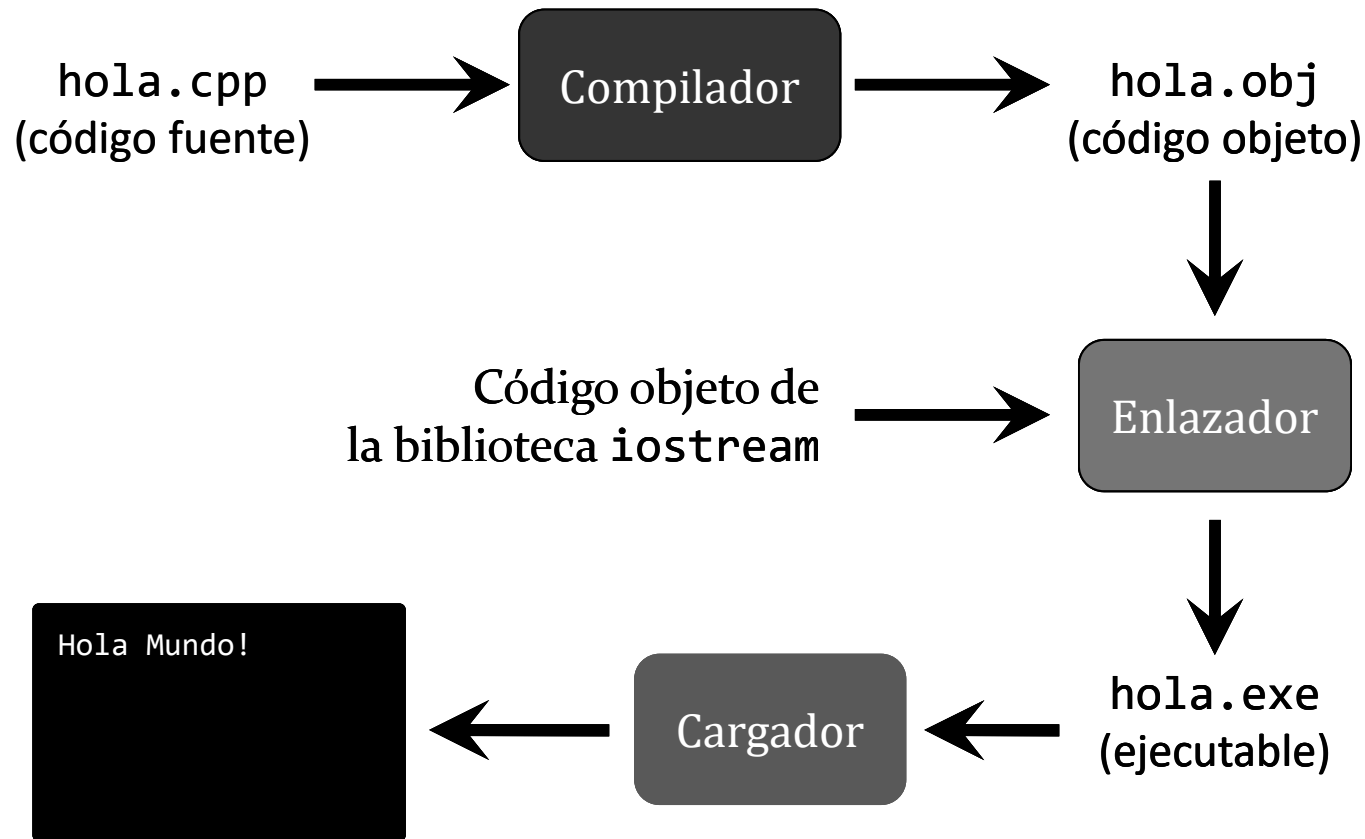 hola.cpp
(código fuente)
Compilador
hola.obj
(código objeto)
Código objeto de
la biblioteca iostream
Enlazador
hola.exe
(ejecutable)
Cargador
Hola Mundo!